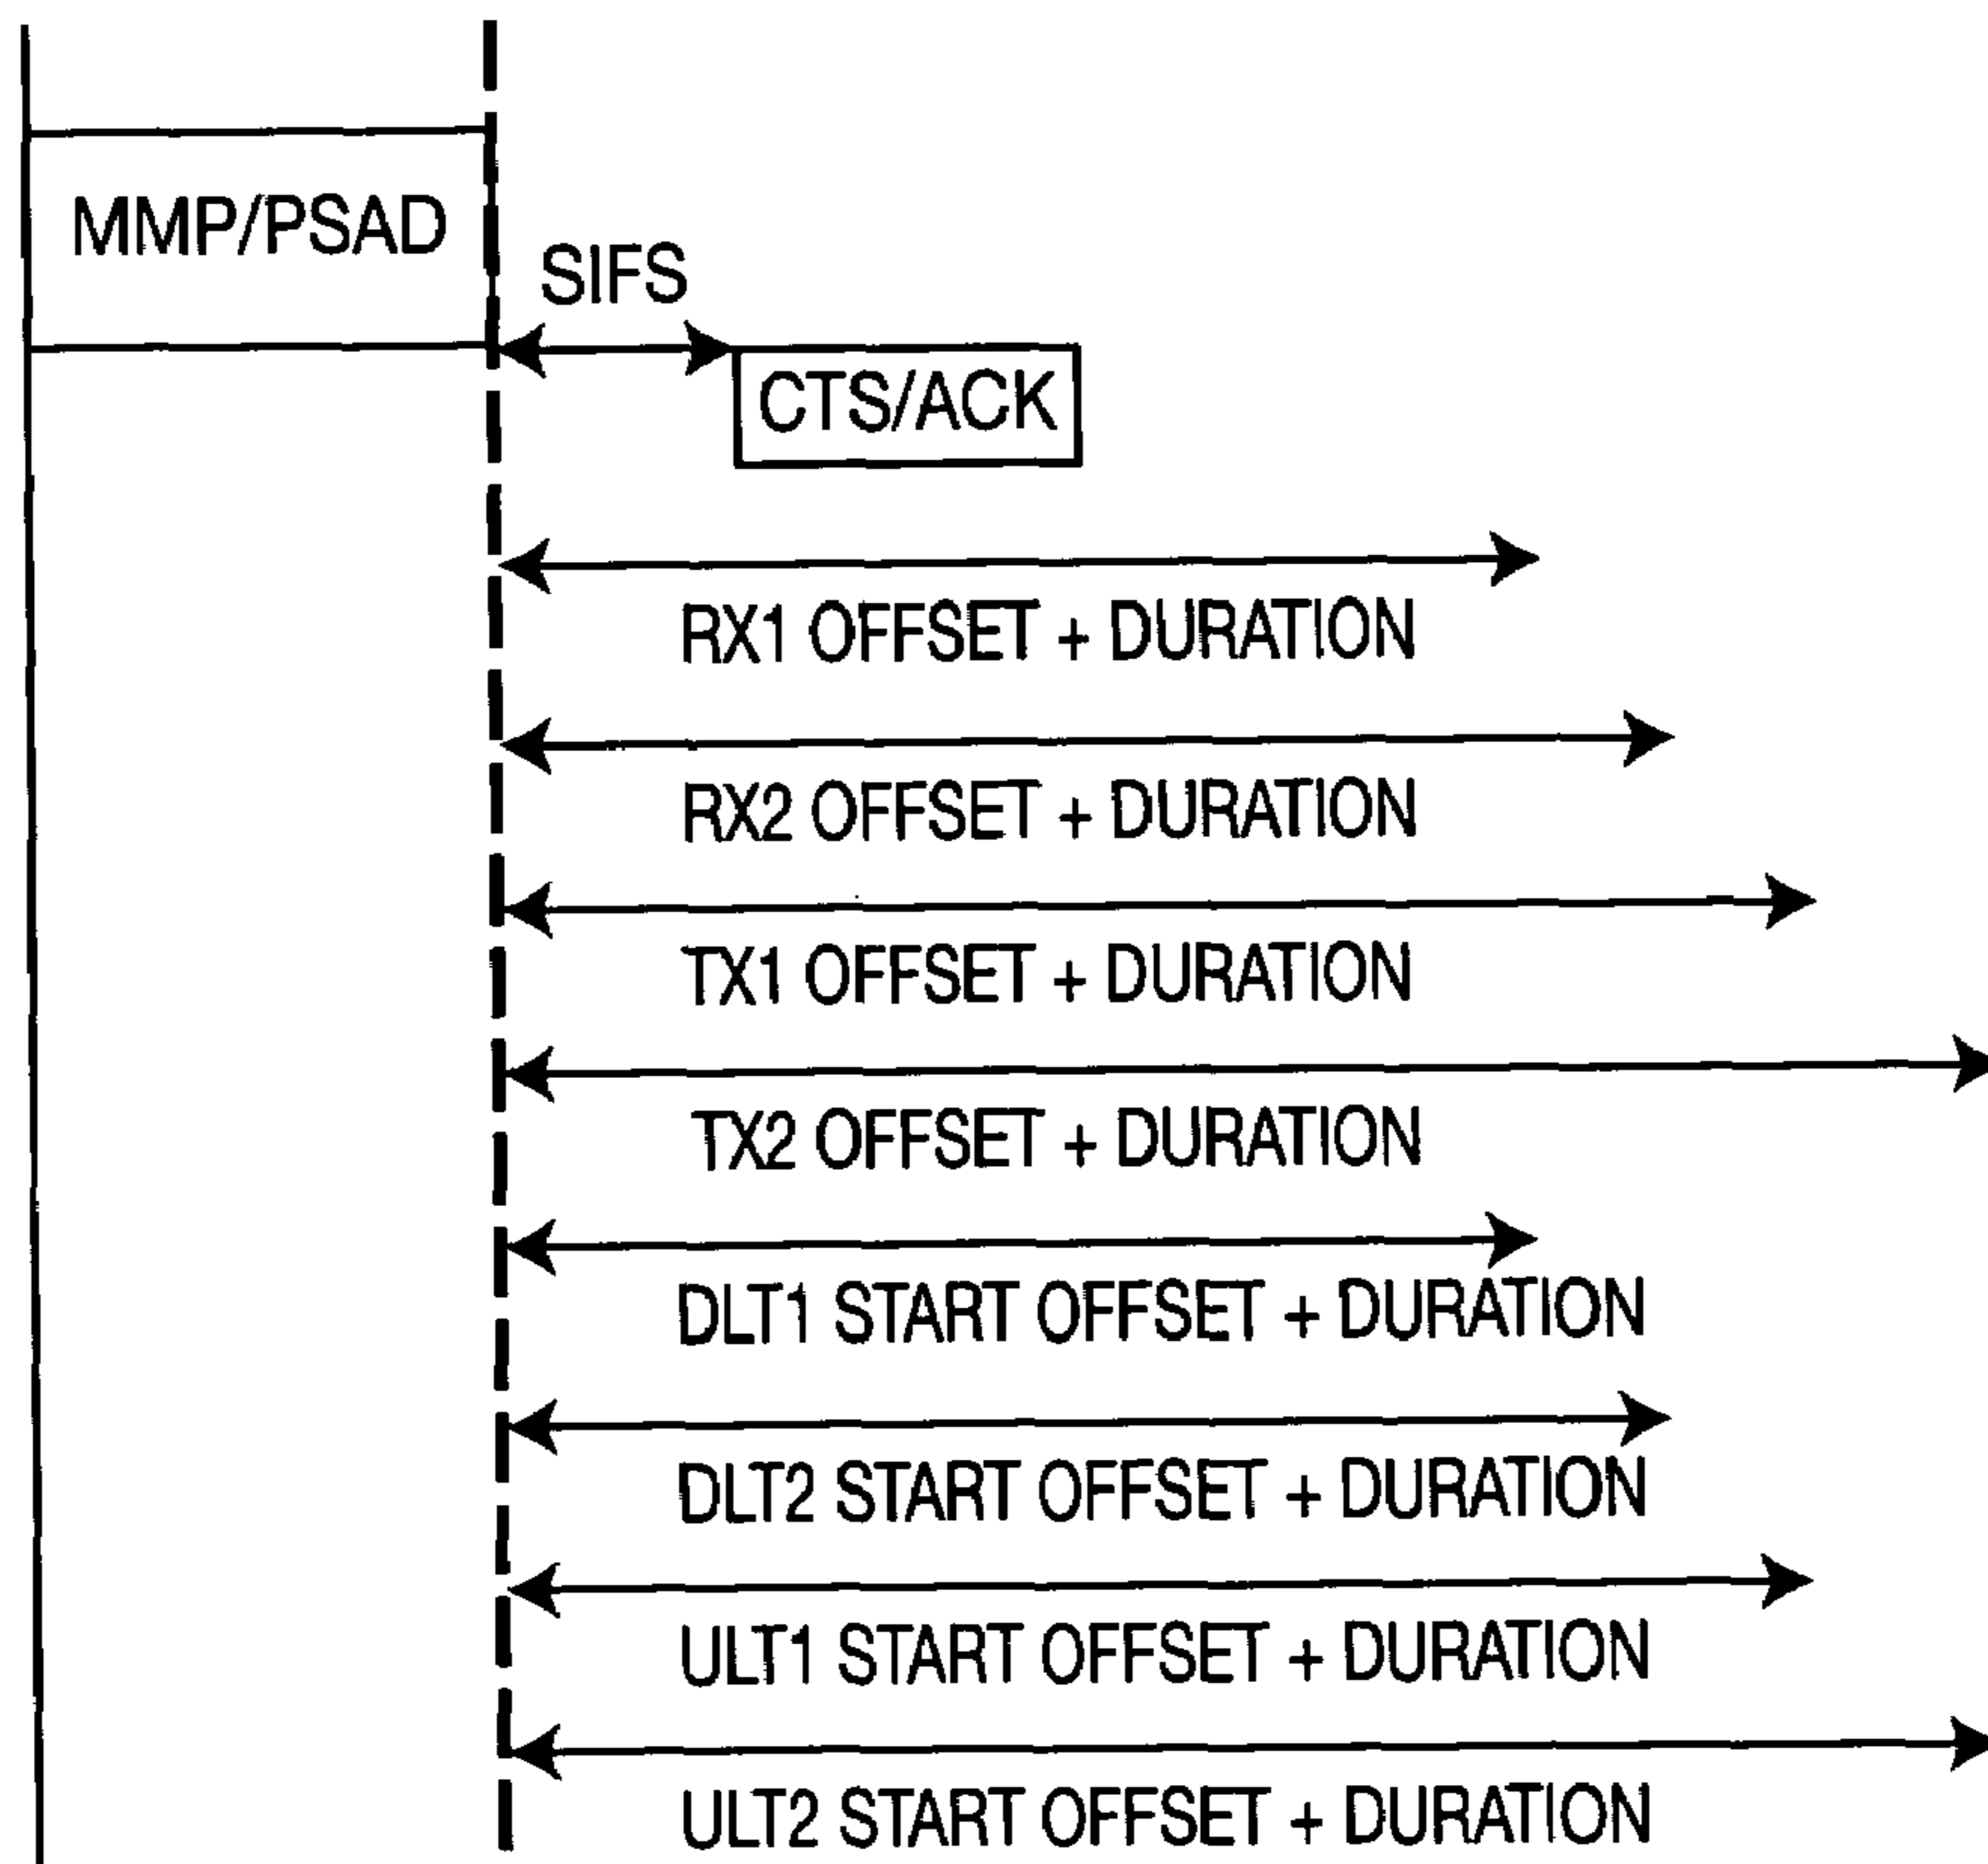 MMP/PSAD
SIFS
CTS/ACK
RX1 OFFSET + DURATION
RX2 OFFSET + DURATION
TX1 OFFSET + DURATION
TX2 OFFSET + DURATION
DLT1 START OFFSET + DURATION
DLT2 START OFFSET + DURATION
ULT1 START OFFSET + DURATION
ULT2 START OFFSET + DURATION